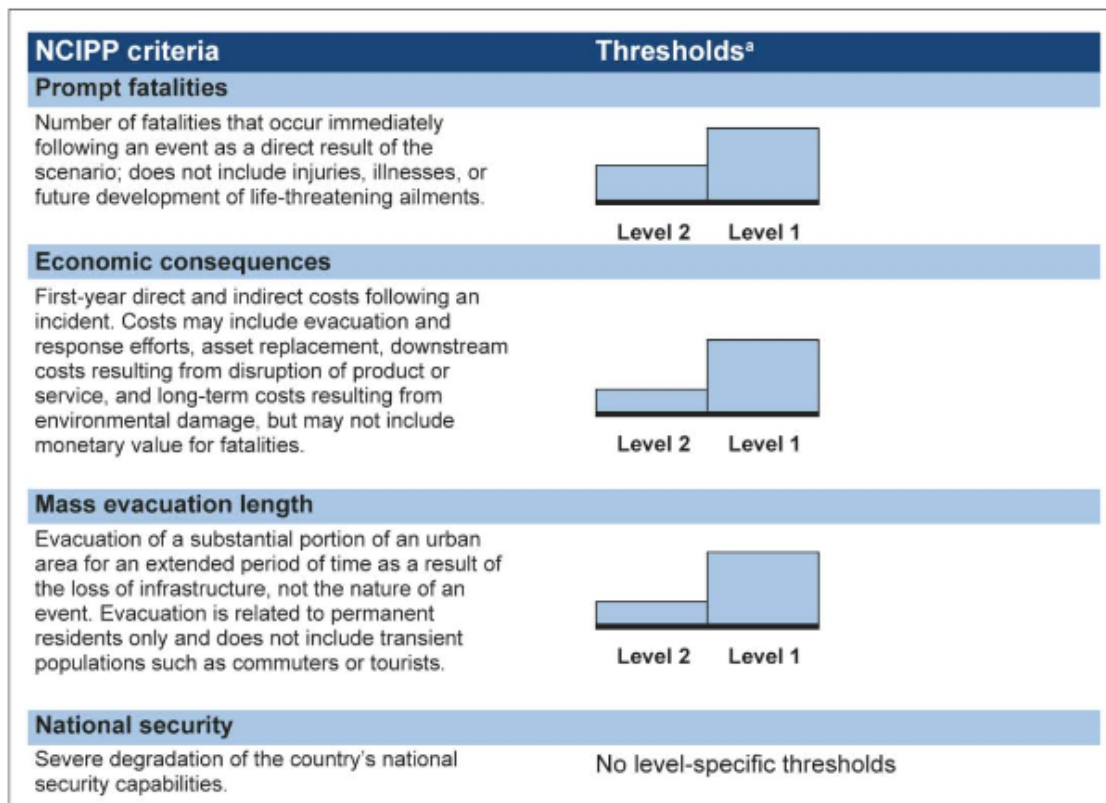 NCIPP criteria Thresholdsª
Prompt fatalities
Number of fatalities that occur immediately
following an event as a direct result of the
scenario; does not include injuries, illnesses, or
future development of life-threatening ailments.
Level 2 Level 1
Economic consequences
First-year direct and indirect costs following an
incident. Costs may include evacuation and
response efforts, asset replacement, downstream
costs resulting from disruption of product or
service, and long-term costs resulting from
environmental damage, but may not include
monetary value for fatalities.
Level 2 Level 1
Mass evacuation length
Evacuation of a substantial portion of an urban
area for an extended period of time as a result of
the loss of infrastructure, not the nature of an
event. Evacuation is related to permanent
residents only and does not include transient
populations such as commuters or tourists.
Level 2 Level 1
National security
Severe degradation of the country's national
security capabilities.
No level-specific thresholds